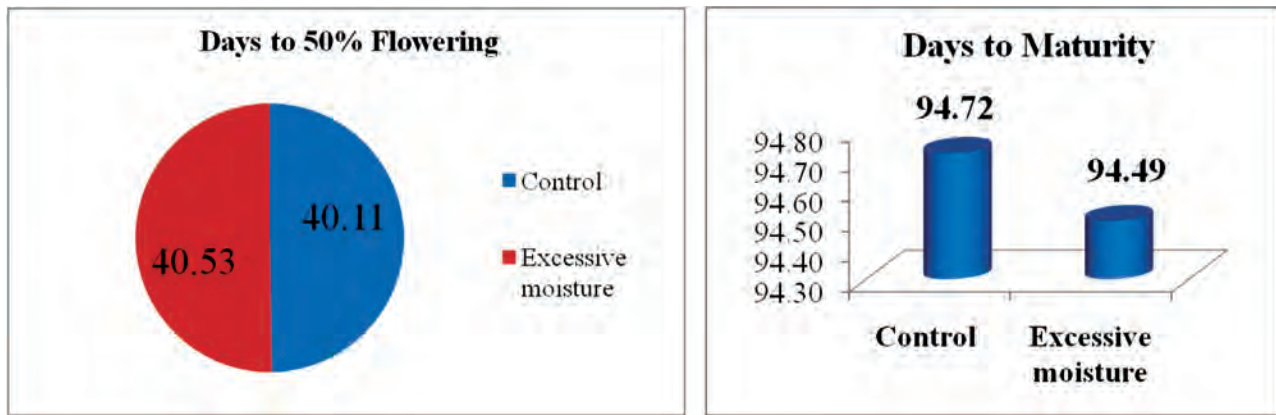 Days to 50% Flowering
40.11
40.53
Control
Excessive
moisture
Days to Maturity
94.72
94.49
94.80
94.70
94.60
94.50
94.40
94.30
Control
Excessive
moisture